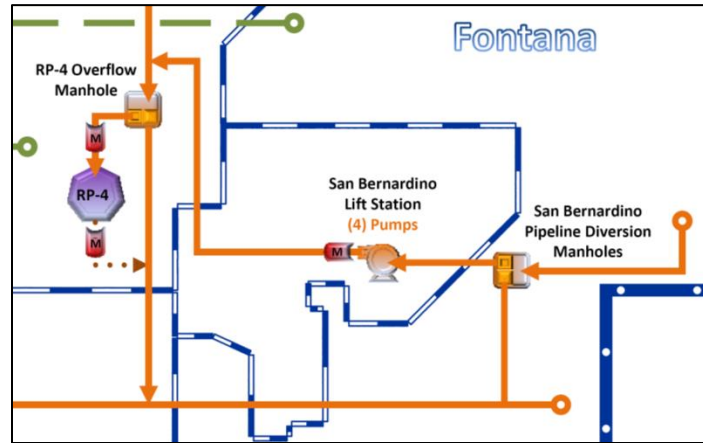 Fontana
RP-4 Overflow
Manhole
M
RP-4
M
San Bernardino
Lift Station
(4) Pumps
M
San Bernardino
Pipeline Diversion
Manholes